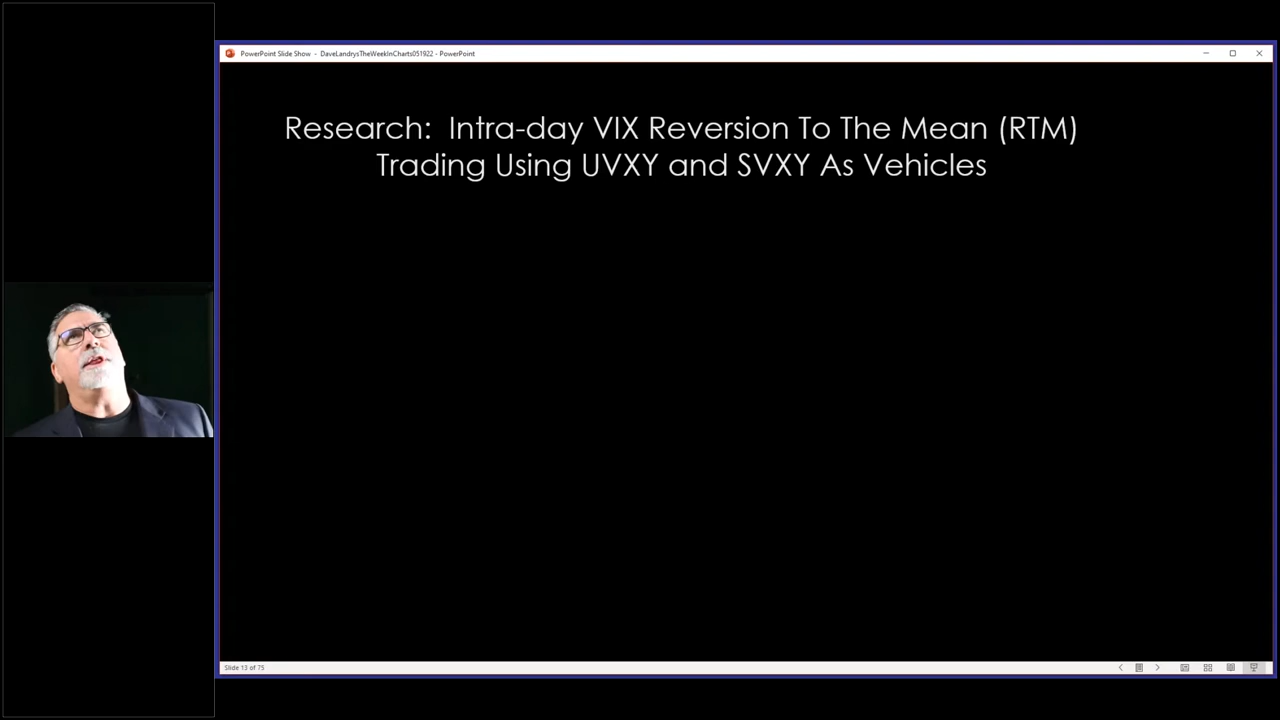 PowerPoint Slide Show - DaveLandrysTheWeekInCharts051922 - PowerPoint
Research: Intra-day VIX Reversion To The Mean (RTM)
Trading Using UVXY and SVXY As Vehicles
Slide 13 of 75